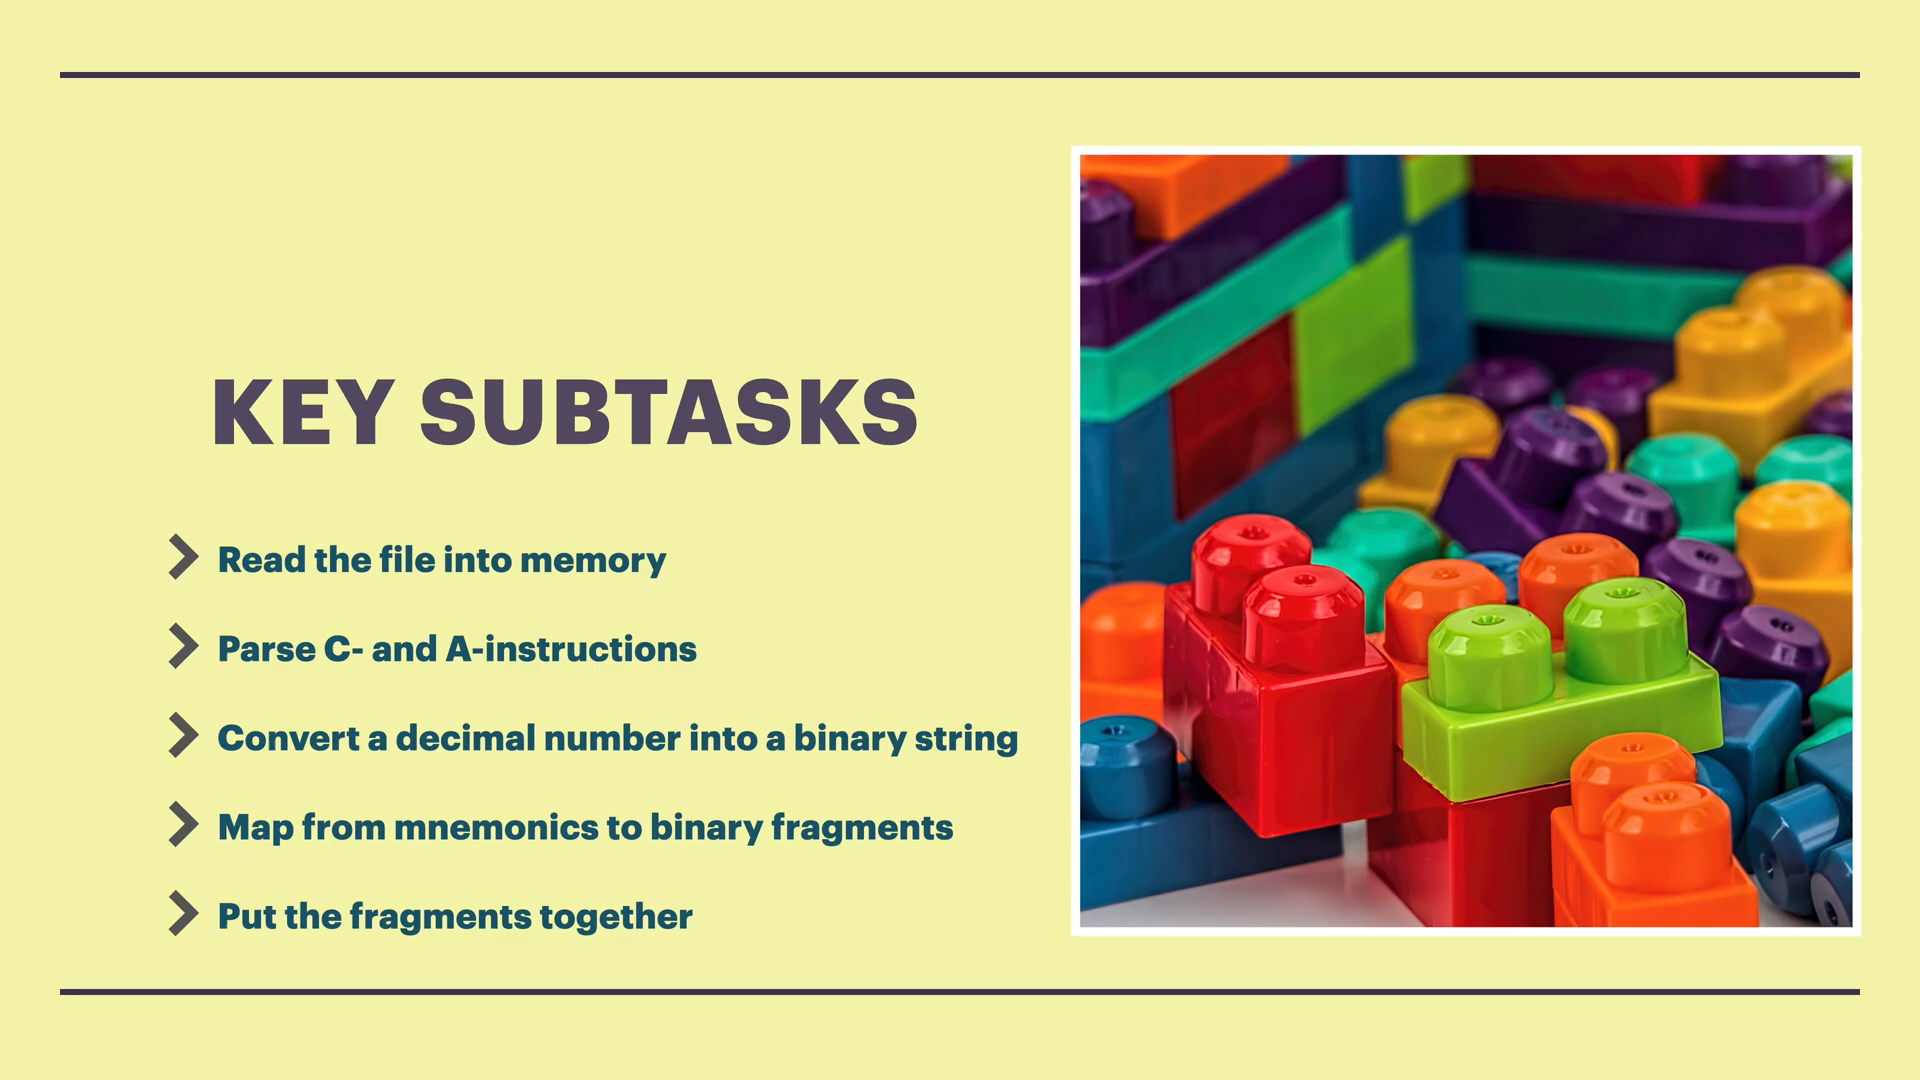 KEY SUBTASKS
Read the file into memory
Parse C- and A-instructions
Convert a decimal number into a binary string
Map from mnemonics to binary fragments
Put the fragments together